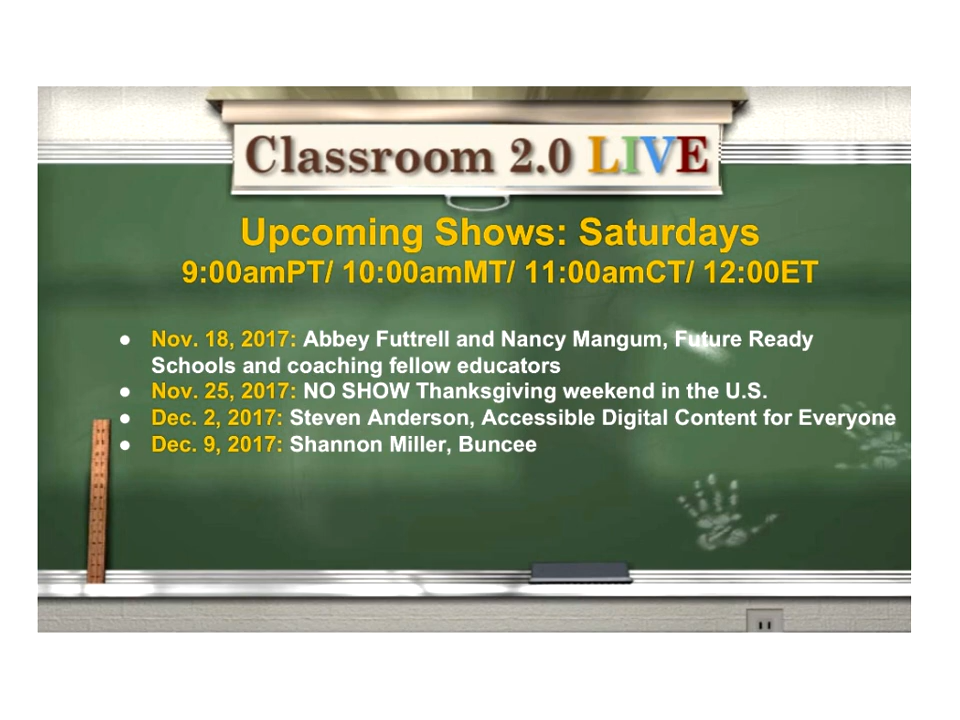 Classroom 2.0 LIVE
Upcoming Shows: Saturdays
9:00amPT/ 10:00amMT/ 11:00amCT/ 12:00ET
● Nov. 18, 2017: Abbey Futtrell and Nancy Mangum, Future Ready
Schools and coaching fellow educators
● Nov. 25, 2017: NO SHOW Thanksgiving weekend in the U.S.
● Dec. 2, 2017: Steven Anderson, Accessible Digital Content for Everyone
● Dec. 9, 2017: Shannon Miller, Buncee